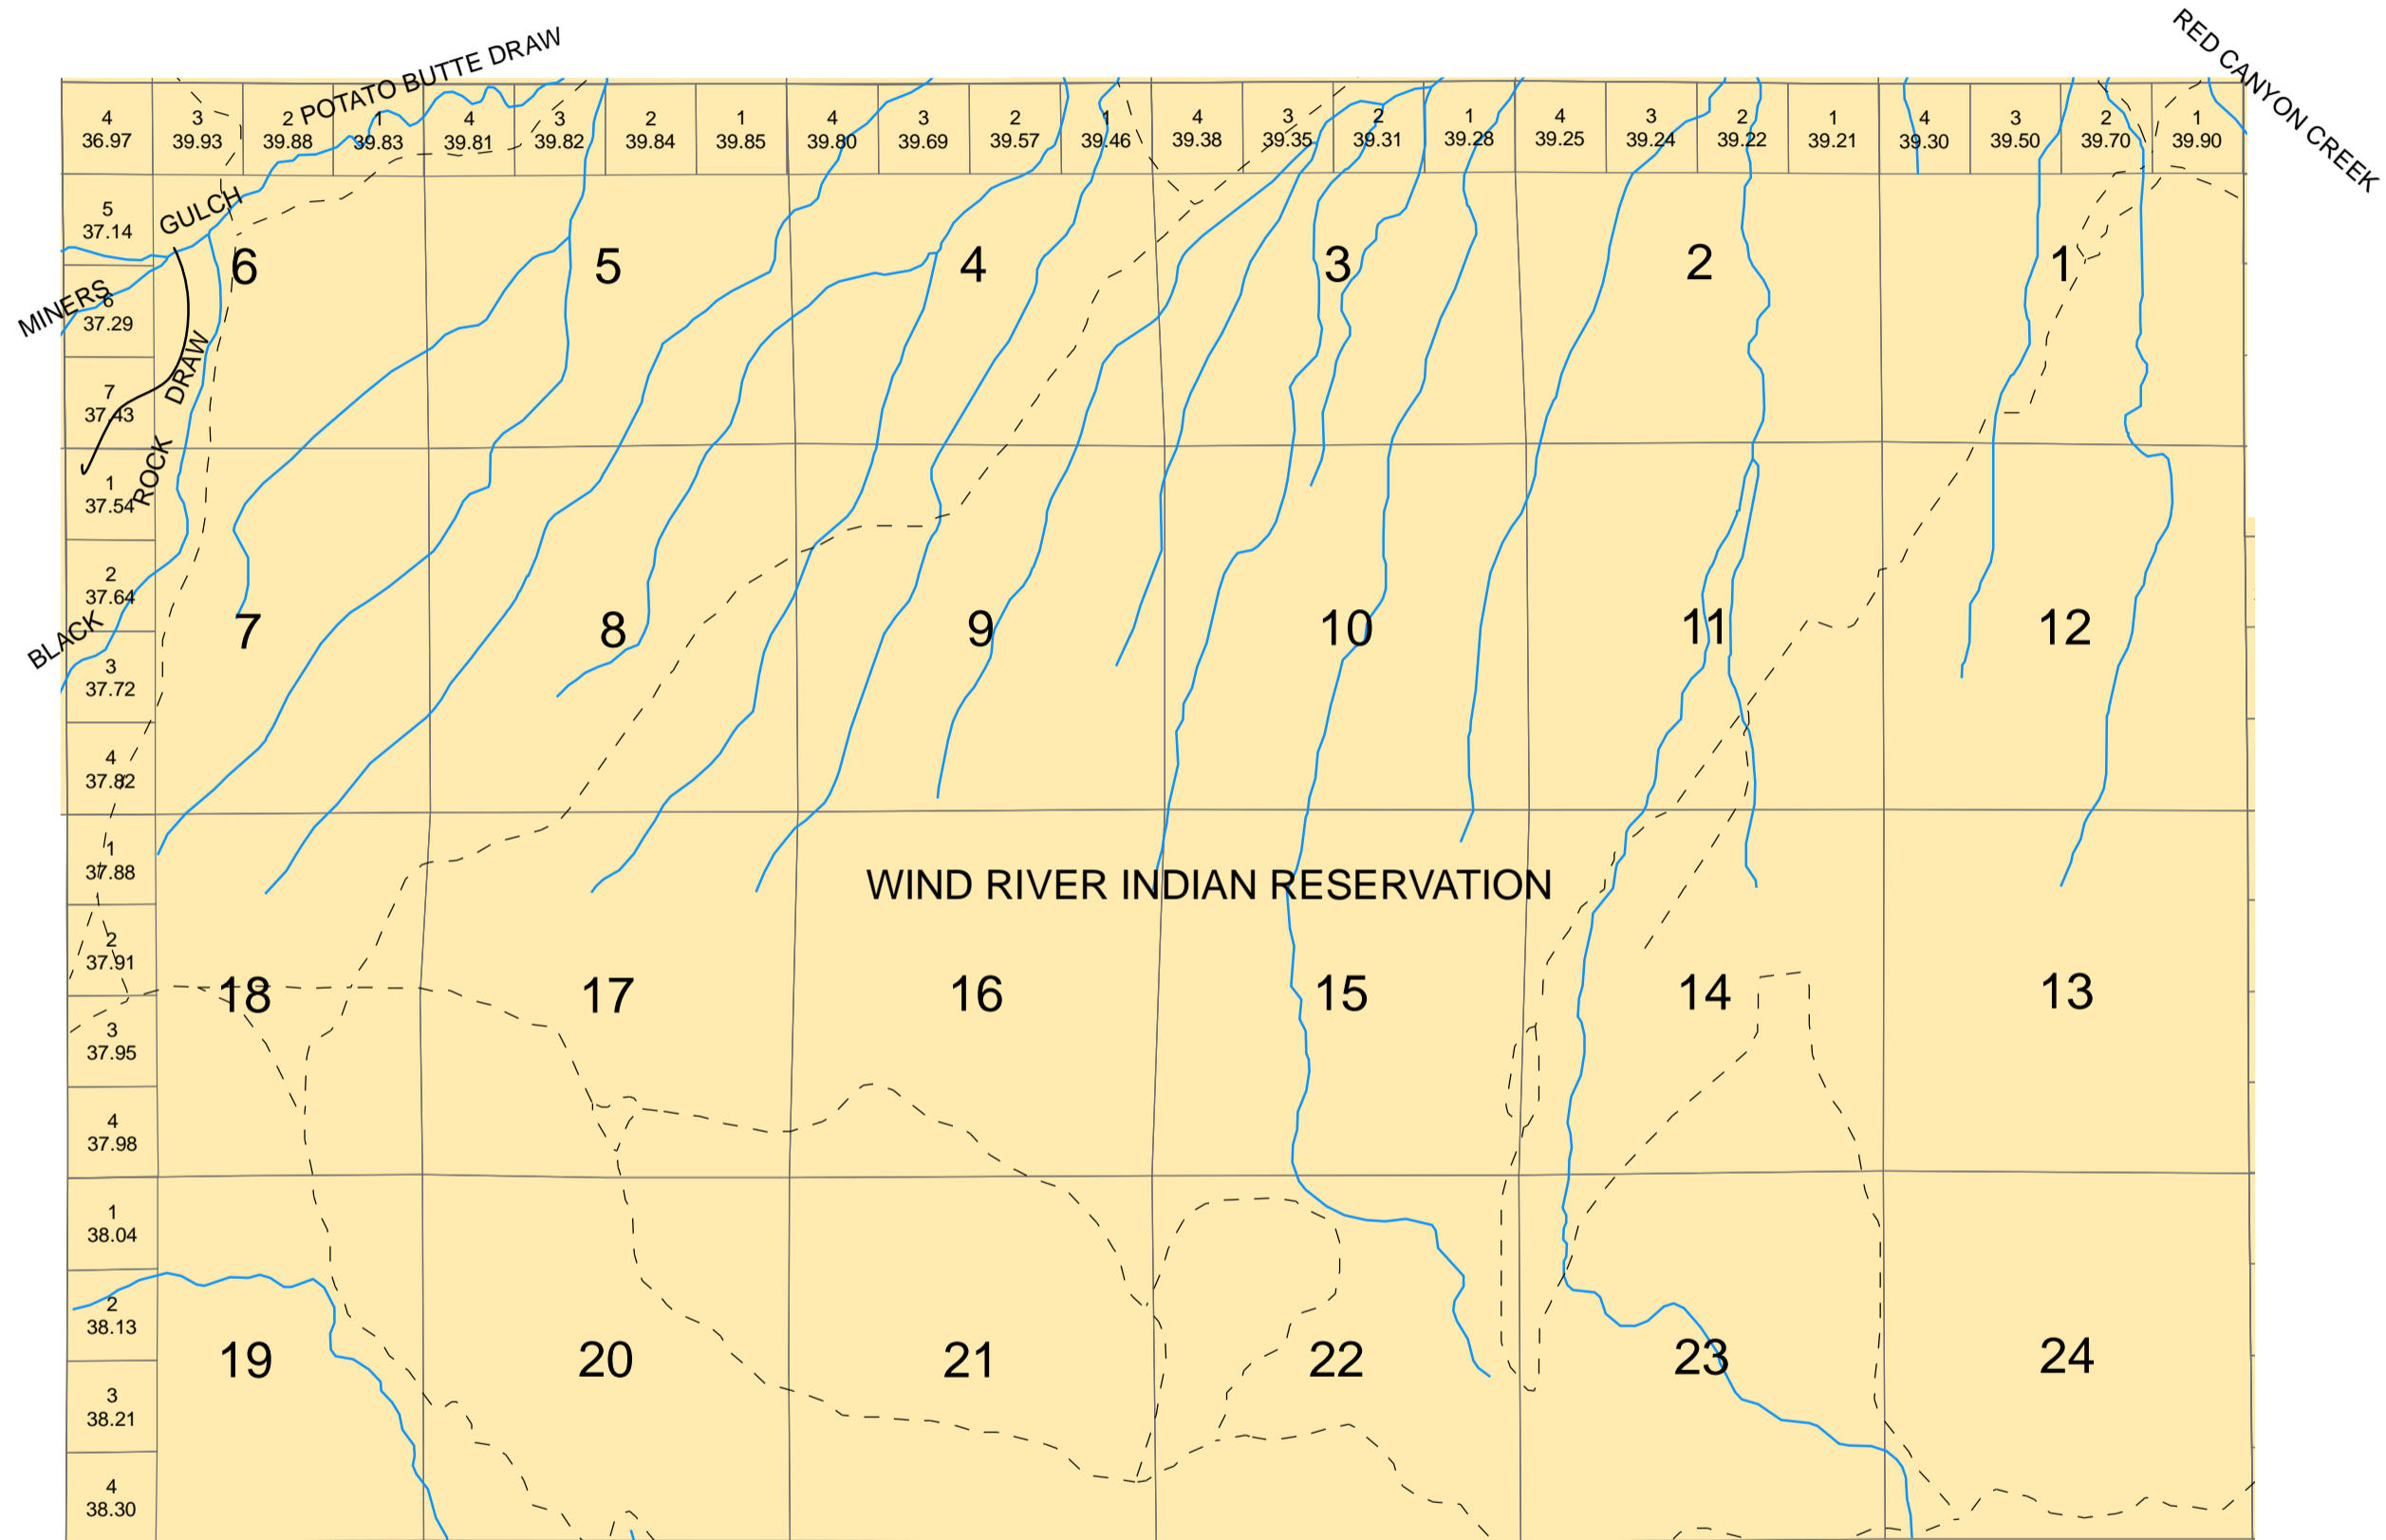 POTATO BUTTE DRAW
RED CANYON CREEK
4 3 2 1 4 3 2 1 4 3 2 1 4 3 2 1 4 3 2 1 4 3 2 1
36.97 39.93 39.88 39.83 39.81 39.82 39.84 39.85 39.80 39.69 39.57 39.46 39.38 39.35 39.31 39.28 39.25 39.24 39.22 39.21 39.30 39.50 39.70 39.90
GULCH
5
37.14
6 5 4 3 2 1
MINERS
6
37.29
DRAW
7
37.43
ROCK
1
37.54
2
37.64
BLACK
7 8 9 10 11 12
3
37.72
4
37.82
1
37.88
WIND RIVER INDIAN RESERVATION
2
37.91
18 17 16 15 14 13
3
37.95
4
37.98
1
38.04
2
38.13
19 20 21 22 23 24
3
38.21
4
38.30